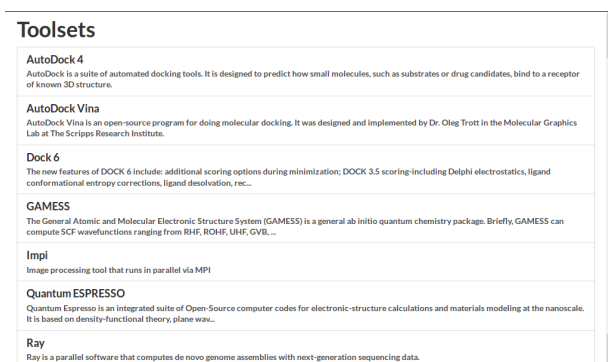 Toolsets
AutoDock 4
AutoDock is a suite of automated docking tools. It is designed to predict how small molecules, such as substrates or drug candidates, bind to a receptor
of known 3D structure.
AutoDock Vina
AutoDock Vina is an open-source program for doing molecular docking. It was designed and implemented by Dr. Oleg Trott in the Molecular Graphics
Lab at The Scripps Research Institute.
Dock 6
The new features of DOCK 6 include: additional scoring options during minimization; DOCK 3.5 scoring-including Delphi electrostatics, ligand
conformational entropy corrections, ligand desolvation, rec...
GAMESS
The General Atomic and Molecular Electronic Structure System (GAMESS) is a general ab initio quantum chemistry package. Briefly, GAMESS can
compute SCF wavefunctions ranging from RHF, ROHF, UHF, GVB, ...
Impi
Image processing tool that runs in parallel via MPI
Quantum ESPRESSO
Quantum Espresso is an integrated suite of Open-Source computer codes for electronic-structure calculations and materials modeling at the nanoscale.
It is based on density-functional theory, plane wav...
Ray
Ray is a parallel software that computes de novo genome assemblies with next-generation sequencing data.